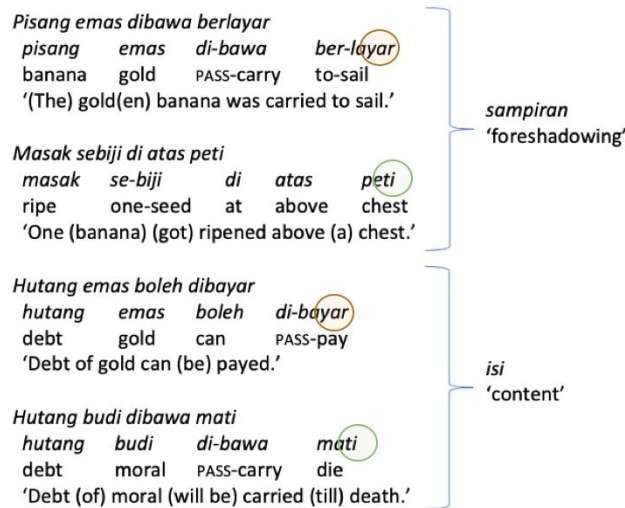 Pisang emas dibawa berlayar
pisang emas di-bawa ber-layar
banana gold PASS-carry to-sail
‘(The) gold(en) banana was carried to sail.’
Masak sebiji di atas peti
masak se-biji di atas peti
ripe one-seed at above chest
‘One (banana) (got) ripened above (a) chest.’
sampiran
‘foreshadowing’
Hutang emas boleh dibayar
hutang emas boleh di-bayar
debt gold can PASS-pay
‘Debt of gold can (be) payed.’
Hutang budi dibawa mati
hutang budi di-bawa mati
debt moral PASS-carry die
‘Debt (of) moral (will be) carried (till) death.’
isi
‘content’